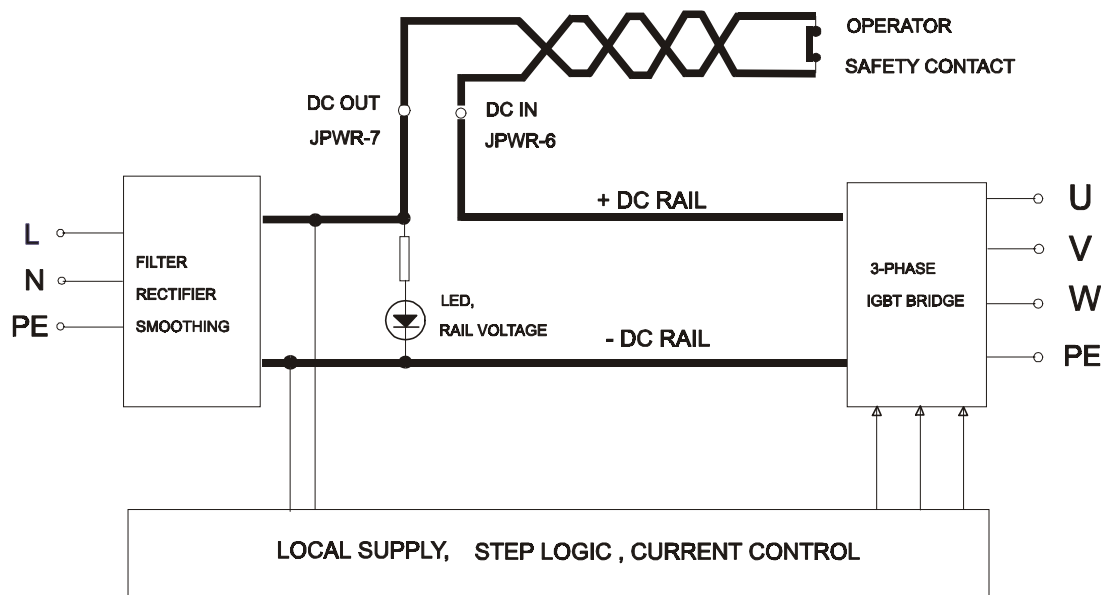 OPERATOR
SAFETY CONTACT
DC OUT
JPWR-7
DC IN
JPWR-6
+ DC RAIL
L
N
PE
FILTER
RECTIFIER
SMOOTHING
LED,
RAIL VOLTAGE
- DC RAIL
3-PHASE
IGBT BRIDGE
U
V
W
PE
LOCAL SUPPLY, STEP LOGIC , CURRENT CONTROL